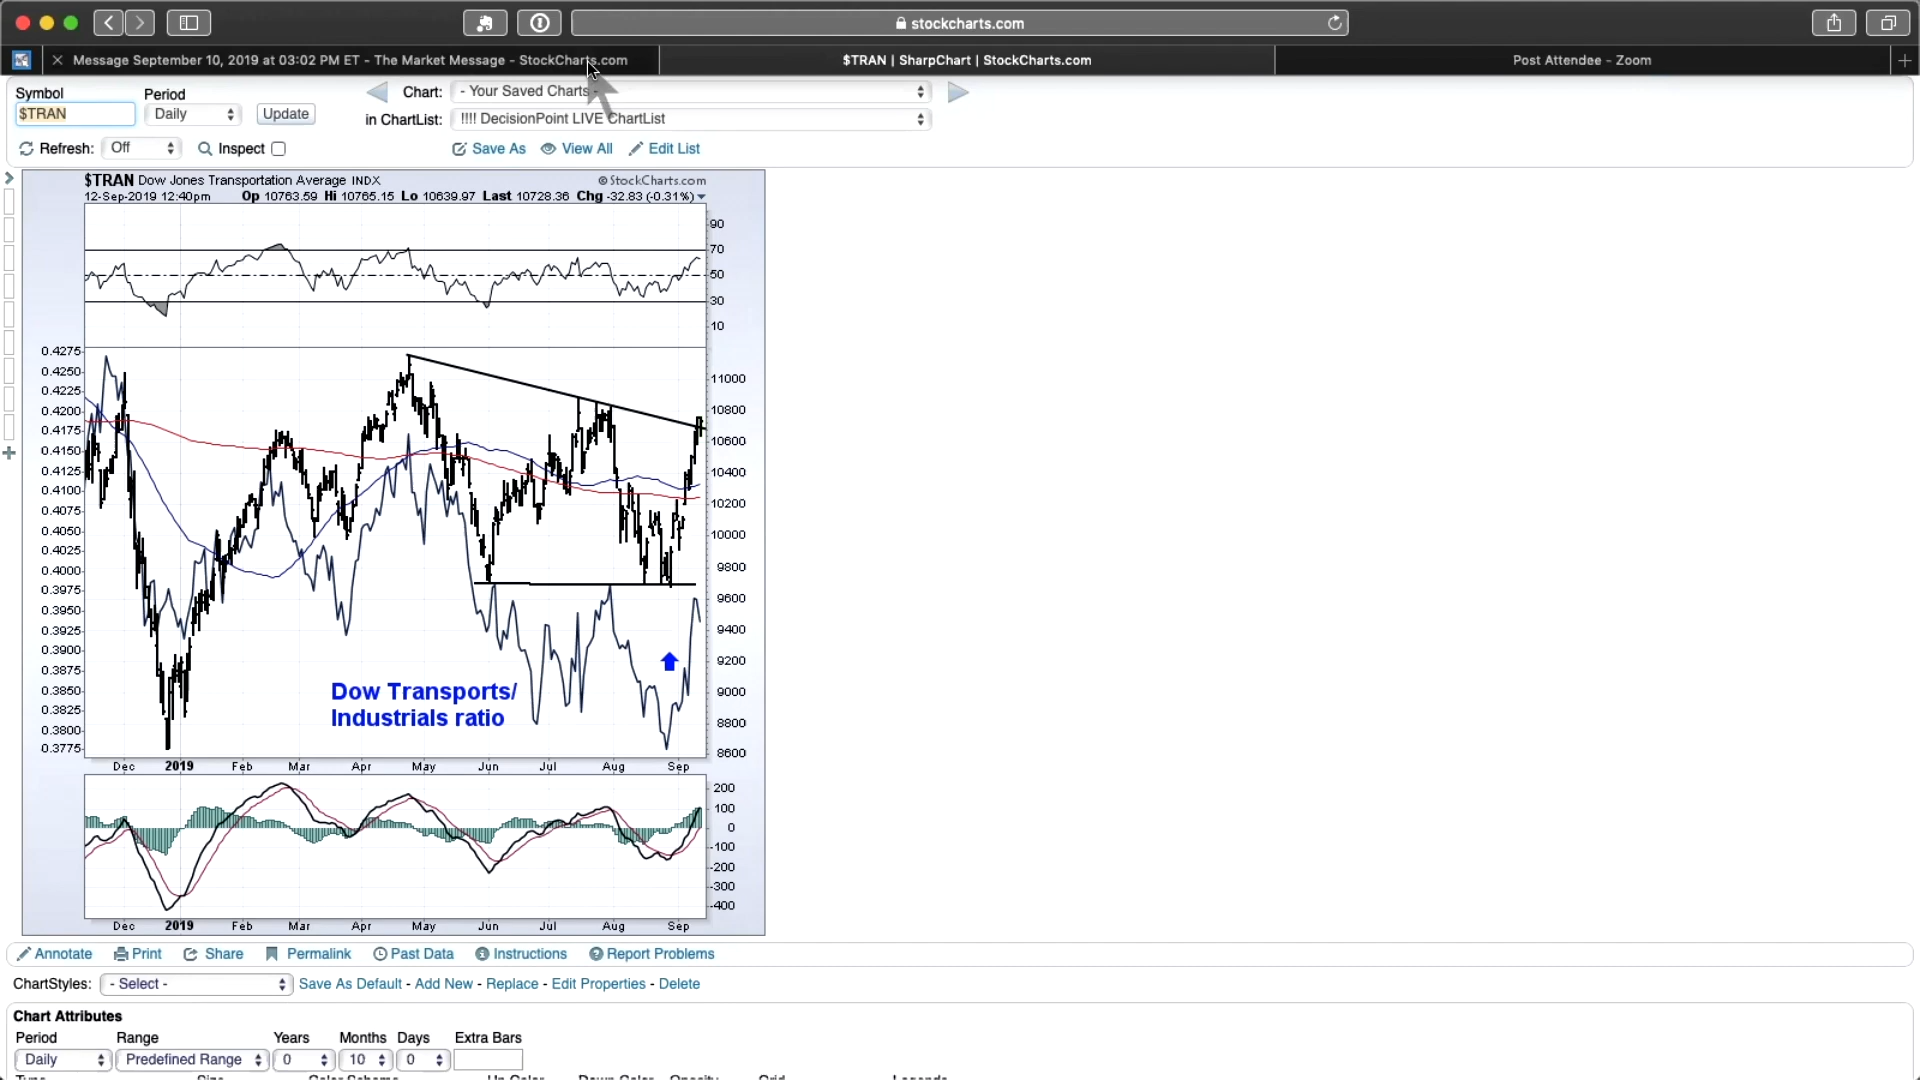 stockcharts.com
Message September 10, 2019 at 03:02 PM ET - The Market Message - StockCharts.com
$TRAN | SharpChart | StockCharts.com
Post Attendee - Zoom
Symbol
Period
$TRAN
Daily
Update
Chart:
- Your Saved Charts -
in ChartList:
!!!! DecisionPoint LIVE ChartList
Refresh:
Off
Inspect
Save As
View All
Edit List
$TRAN Dow Jones Transportation Average INDX
© StockCharts.com
12-Sep-2019 12:40pm
Op 10763.59 Hi 10765.15 Lo 10639.97 Last 10728.36 Chg -32.83 (-0.31%)
90
70
50
30
10
0.4275
0.4250
0.4225
0.4200
0.4175
0.4150
0.4125
0.4100
0.4075
0.4050
0.4025
0.4000
0.3975
0.3950
0.3925
0.3900
0.3875
0.3850
0.3825
0.3800
0.3775
11000
10800
10600
10400
10200
10000
9800
9600
9400
9200
9000
8800
8600
Dow Transports/
Industrials ratio
Dec 2019 Feb Mar Apr May Jun Jul Aug Sep
200
100
0
-100
-200
-300
-400
Dec 2019 Feb Mar Apr May Jun Jul Aug Sep
Annotate
Print
Share
Permalink
Past Data
Instructions
Report Problems
ChartStyles:
- Select -
Save As Default - Add New - Replace - Edit Properties - Delete
Chart Attributes
Period Range Years Months Days Extra Bars
Daily Predefined Range 0 10 0